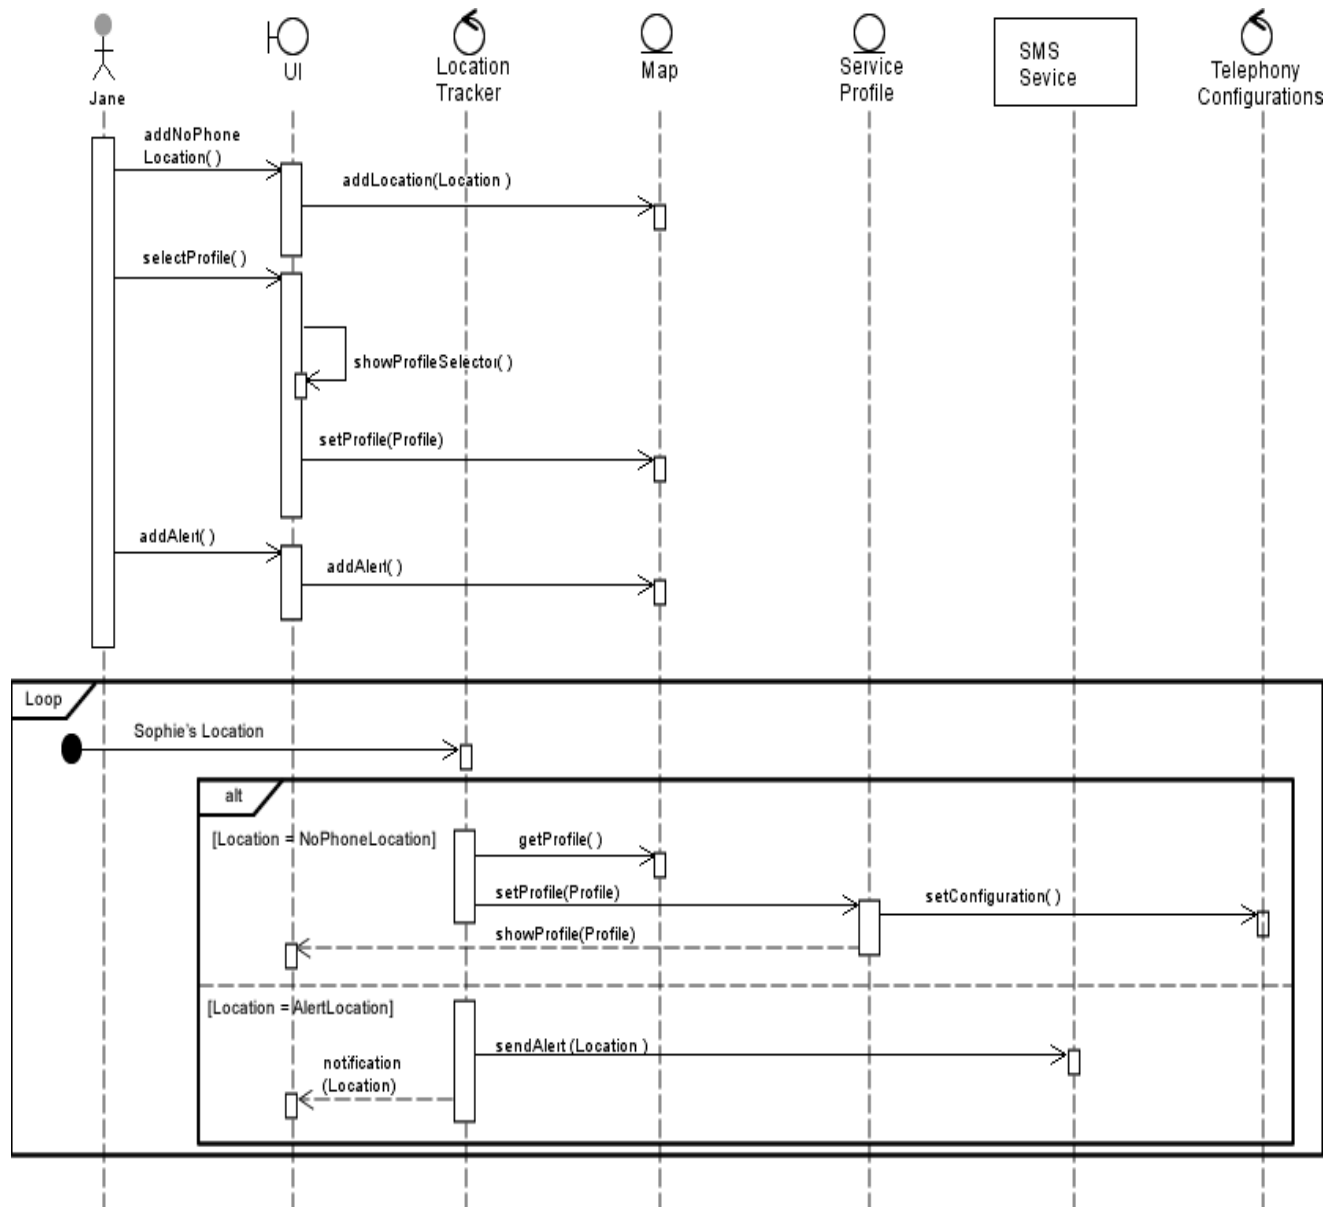 Jane
UI
Location
Tracker
Map
Service
Profile
SMS
Sevice
Telephony
Configurations
addNoPhone
Location( )
addLocation(Location )
selectProfile( )
showProfileSelector( )
setProfile(Profile)
addAlert( )
addAlert( )
Loop
Sophie's Location
alt
[Location = NoPhoneLocation]
getProfile( )
setProfile(Profile)
setConfiguration( )
showProfile(Profile)
[Location = AlertLocation]
sendAlert (Location )
notification
(Location)